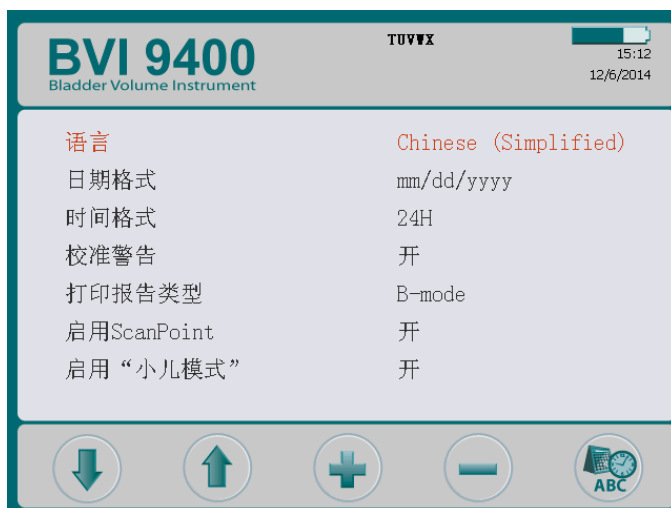 BVI 9400
Bladder Volume Instrument
TUVWX
15:12
12/6/2014
语言 Chinese (Simplified)
日期格式 mm/dd/yyyy
时间格式 24H
校准警告 开
打印报告类型 B-mode
启用ScanPoint 开
启用“小儿模式” 开
ABC